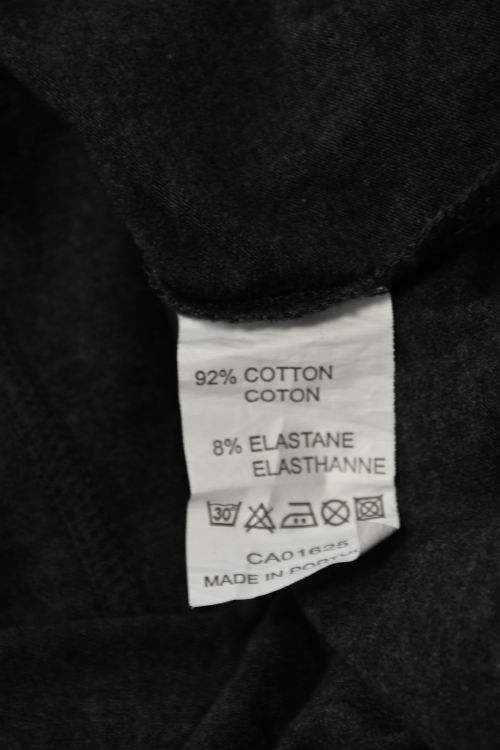 92% COTTON
COTON
8% ELASTANE
ELASTHANNE
30°
CA01625
MADE IN